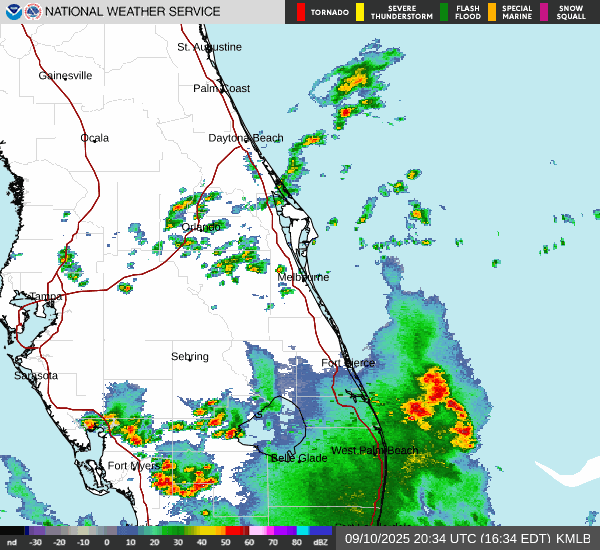 NATIONAL WEATHER SERVICE
TORNADO
SEVERE THUNDERSTORM
FLASH FLOOD
SPECIAL MARINE
SNOW SQUALL
St. Augustine
Gainesville
Palm Coast
Ocala
Daytona Beach
Orlando
Melbourne
Tampa
Sebring
Fort Pierce
Sarasota
West Palm Beach
Belle Glade
Fort Myers
nd -30 -20 -10 0 10 20 30 40 50 60 70 80 dBZ
09/10/2025 20:34 UTC (16:34 EDT) KMLB